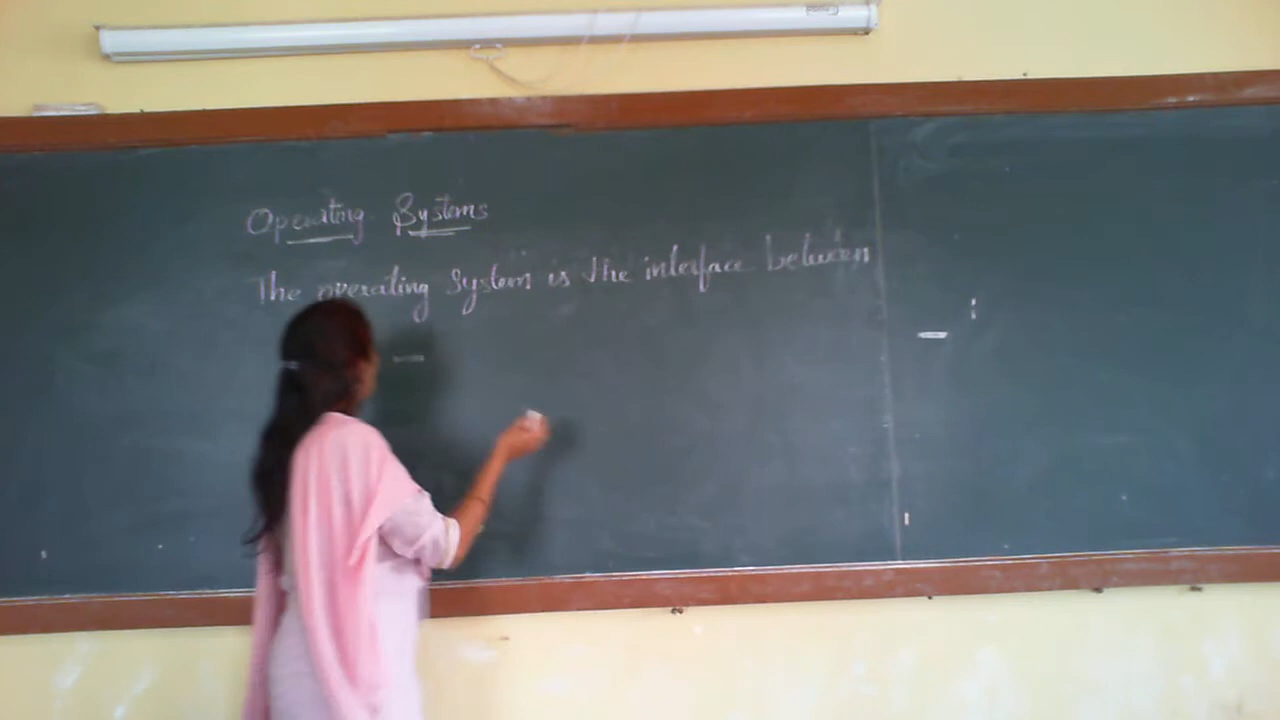 Operating Systems
The operating System is the interface between